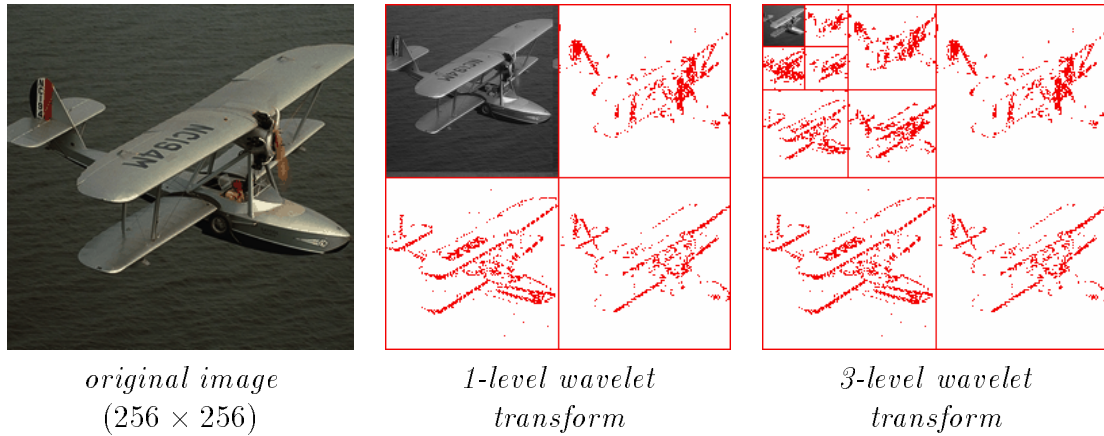 NC194M
original image
(256 × 256)
1-level wavelet
transform
3-level wavelet
transform